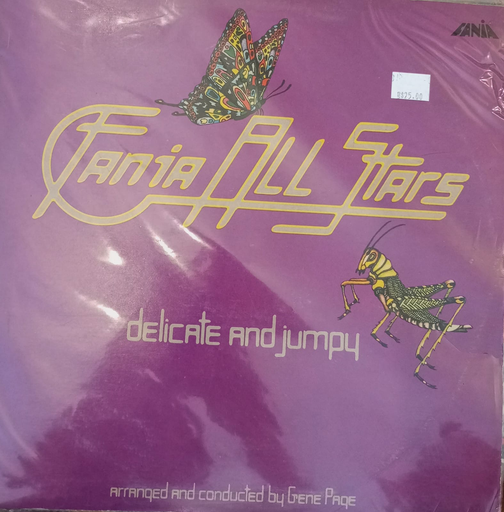 FANIA
Fania All Stars
delicate and jumpy
arranged and conducted by Gene Page